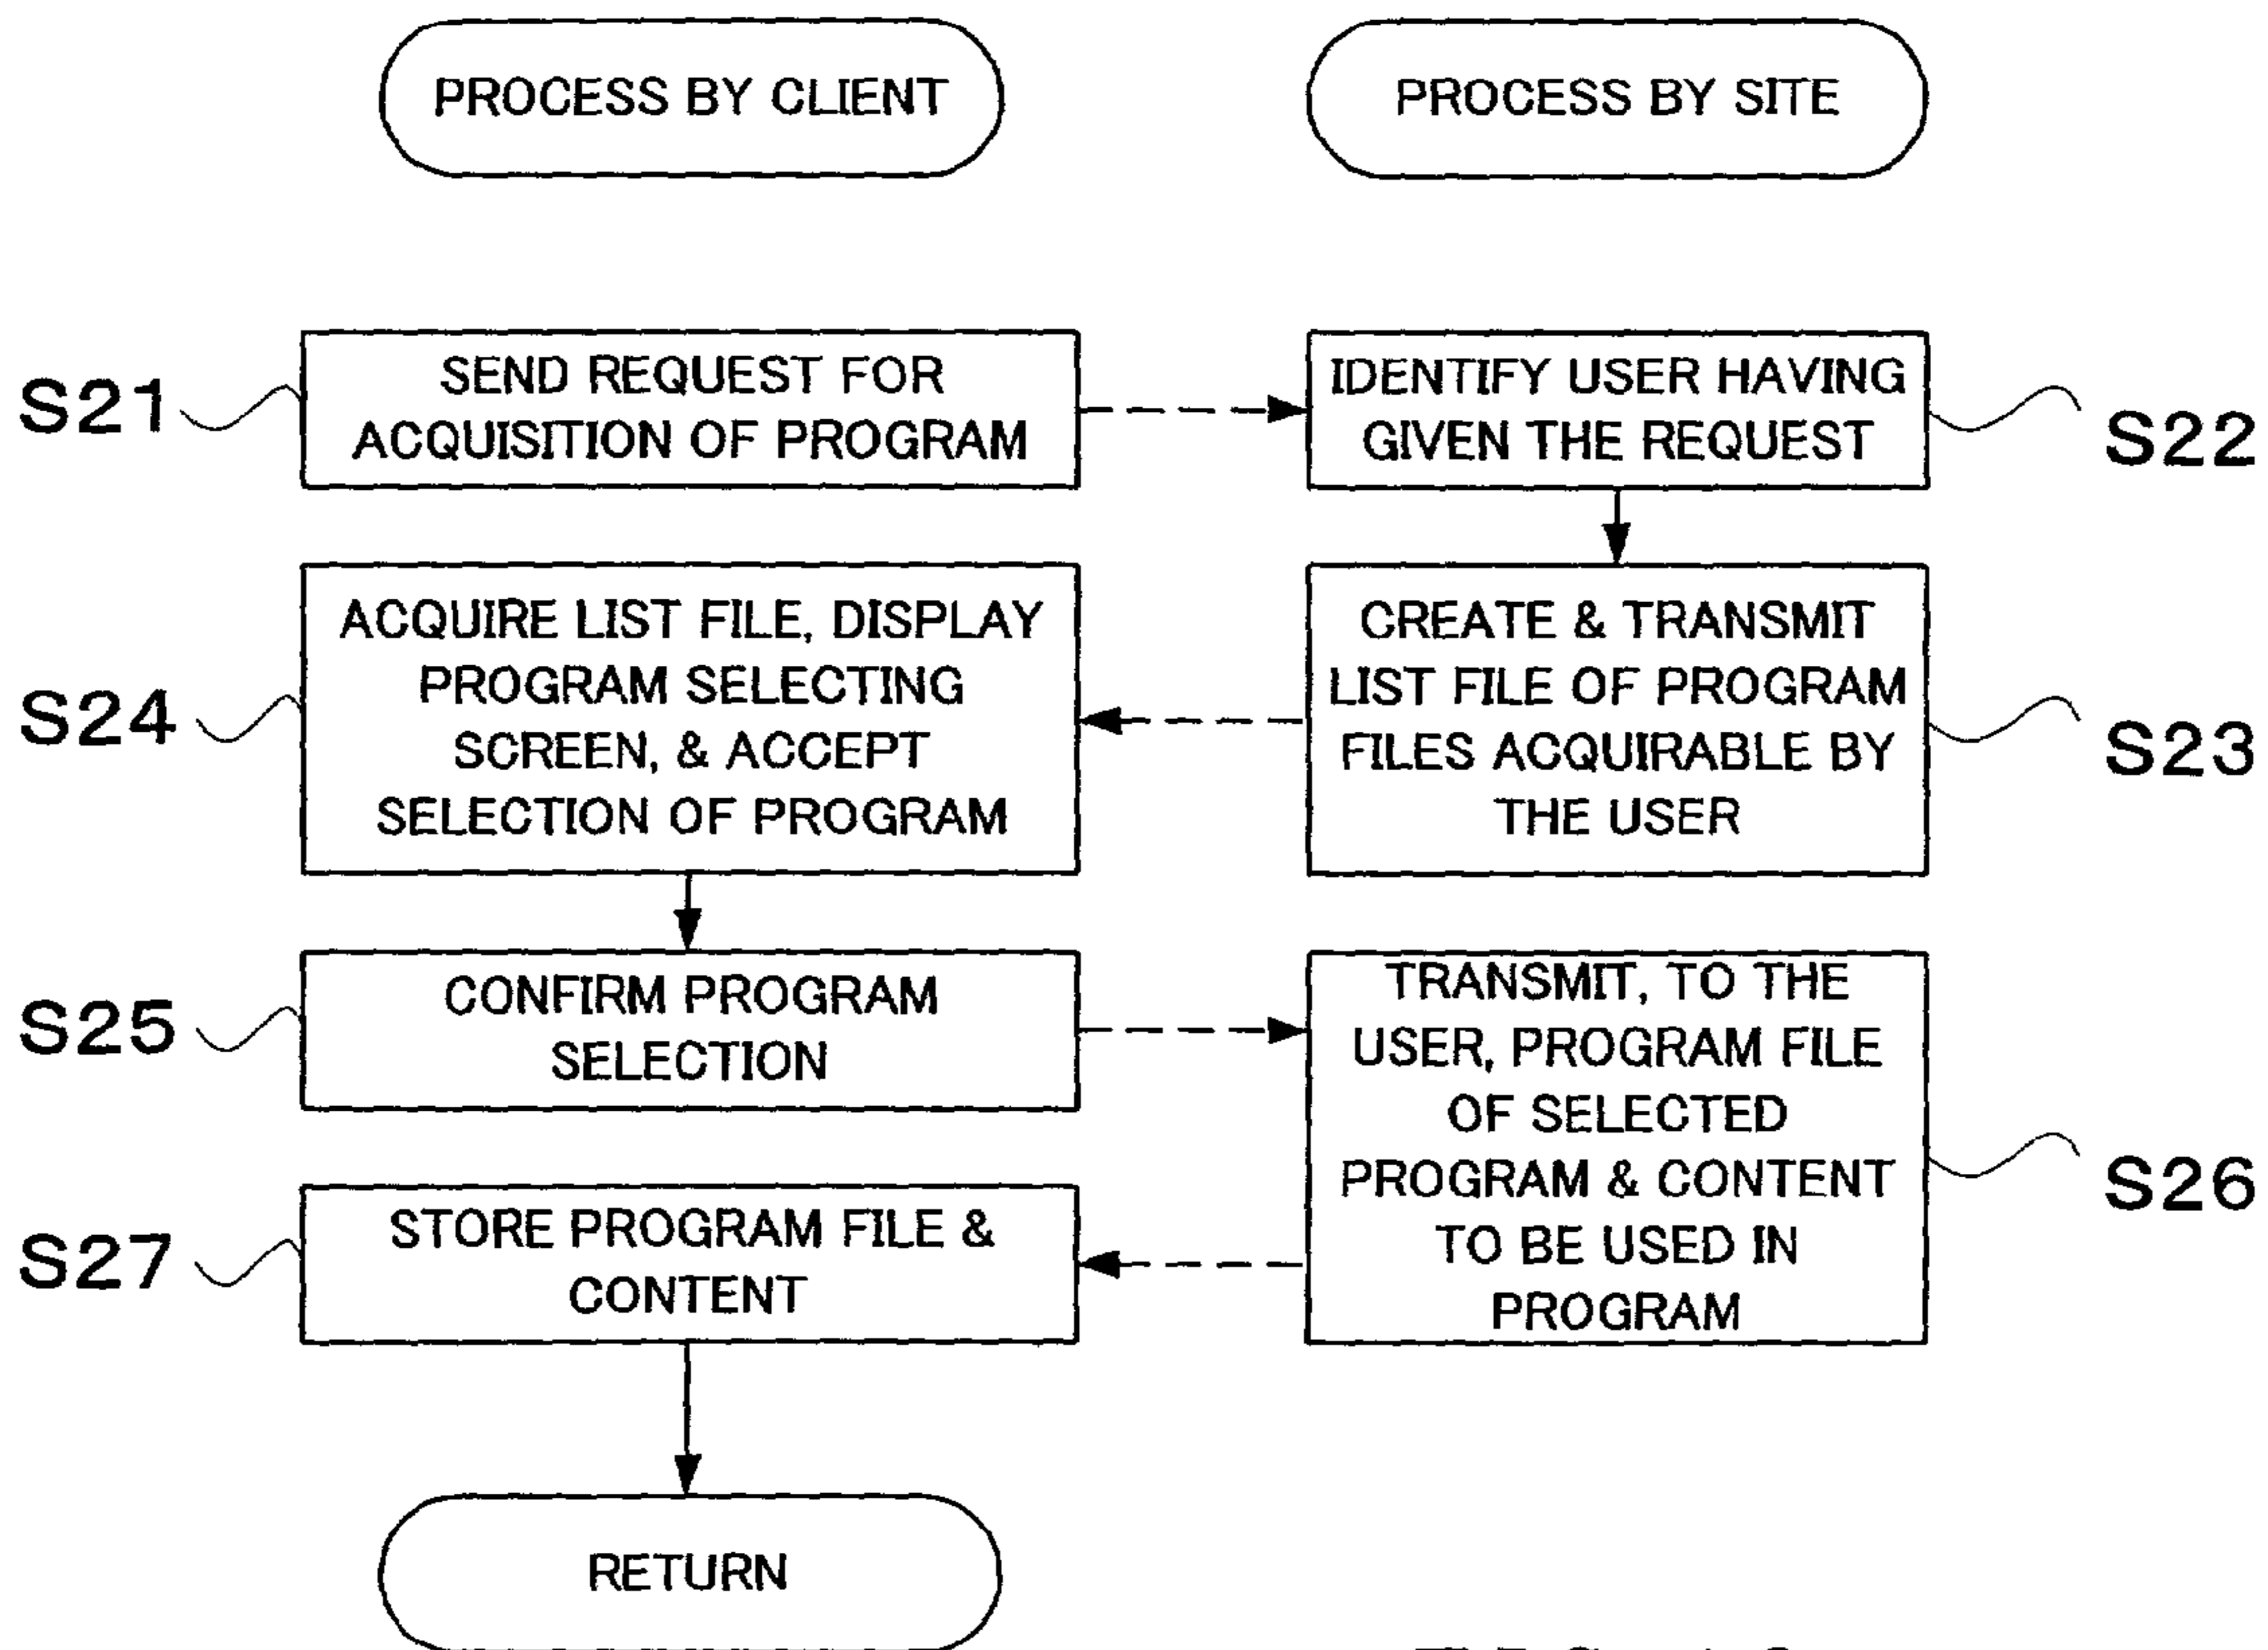 PROCESS BY CLIENT
PROCESS BY SITE
S21
SEND REQUEST FOR
ACQUISITION OF PROGRAM
IDENTIFY USER HAVING
GIVEN THE REQUEST
S22
S24
ACQUIRE LIST FILE, DISPLAY
PROGRAM SELECTING
SCREEN, & ACCEPT
SELECTION OF PROGRAM
CREATE & TRANSMIT
LIST FILE OF PROGRAM
FILES ACQUIRABLE BY
THE USER
S23
S25
CONFIRM PROGRAM
SELECTION
TRANSMIT, TO THE
USER, PROGRAM FILE
OF SELECTED
PROGRAM & CONTENT
TO BE USED IN
PROGRAM
S26
S27
STORE PROGRAM FILE &
CONTENT
RETURN